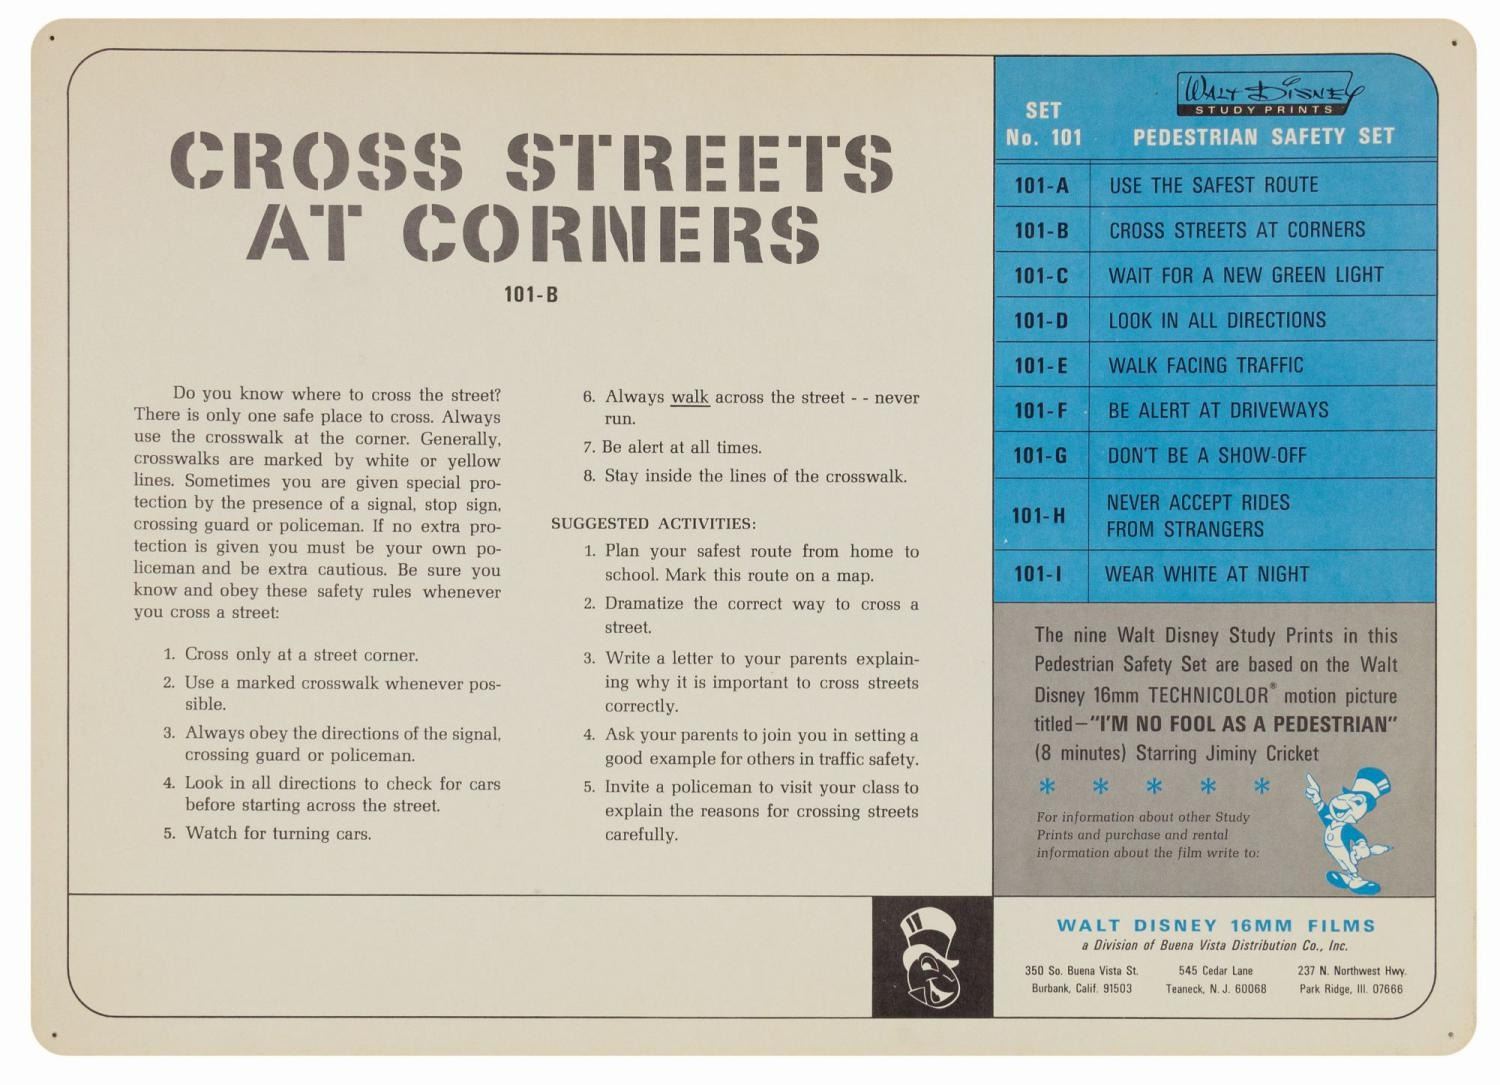 CROSS STREETS
AT CORNERS
101-B
Do you know where to cross the street?
There is only one safe place to cross. Always
use the crosswalk at the corner. Generally,
crosswalks are marked by white or yellow
lines. Sometimes you are given special pro-
tection by the presence of a signal, stop sign,
crossing guard or policeman. If no extra pro-
tection is given you must be your own po-
liceman and be extra cautious. Be sure you
know and obey these safety rules whenever
you cross a street:
1. Cross only at a street corner.
2. Use a marked crosswalk whenever pos-
sible.
3. Always obey the directions of the signal,
crossing guard or policeman.
4. Look in all directions to check for cars
before starting across the street.
5. Watch for turning cars.
6. Always walk across the street - - never
run.
7. Be alert at all times.
8. Stay inside the lines of the crosswalk.
SUGGESTED ACTIVITIES:
1. Plan your safest route from home to
school. Mark this route on a map.
2. Dramatize the correct way to cross a
street.
3. Write a letter to your parents explain-
ing why it is important to cross streets
correctly.
4. Ask your parents to join you in setting a
good example for others in traffic safety.
5. Invite a policeman to visit your class to
explain the reasons for crossing streets
carefully.
WALT DISNEY
STUDY PRINTS
SET
No. 101 PEDESTRIAN SAFETY SET
101-A USE THE SAFEST ROUTE
101-B CROSS STREETS AT CORNERS
101-C WAIT FOR A NEW GREEN LIGHT
101-D LOOK IN ALL DIRECTIONS
101-E WALK FACING TRAFFIC
101-F BE ALERT AT DRIVEWAYS
101-G DON'T BE A SHOW-OFF
101-H NEVER ACCEPT RIDES
FROM STRANGERS
101-I WEAR WHITE AT NIGHT
The nine Walt Disney Study Prints in this
Pedestrian Safety Set are based on the Walt
Disney 16mm TECHNICOLOR® motion picture
titled—"I'M NO FOOL AS A PEDESTRIAN"
(8 minutes) Starring Jiminy Cricket
* * * * *
For information about other Study
Prints and purchase and rental
information about the film write to:
WALT DISNEY 16MM FILMS
a Division of Buena Vista Distribution Co., Inc.
350 So. Buena Vista St. 545 Cedar Lane 237 N. Northwest Hwy.
Burbank, Calif. 91503 Teaneck, N. J. 60068 Park Ridge, Ill. 07666